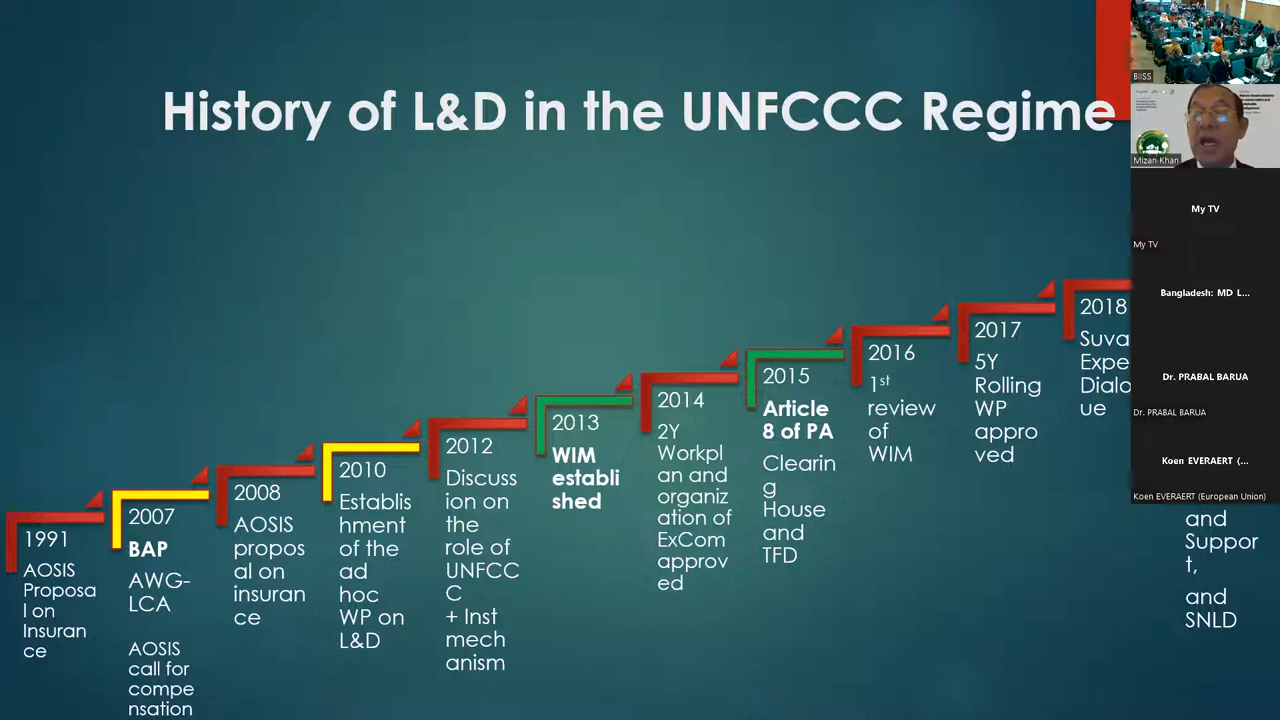 History of L&D in the UNFCCC Regime
1991
AOSIS
Proposa
l on
Insuran
ce
2007
BAP
AWG-
LCA
AOSIS
call for
compe
nsation
2008
AOSIS
propos
al on
insuran
ce
2010
Establis
hment
of the
ad
hoc
WP on
L&D
2012
Discuss
ion on
the
role of
UNFCC
C
+ Inst
mech
anism
2013
WIM
establi
shed
2014
2Y
Workpl
an and
organiz
ation of
ExCom
approv
ed
2015
Article
8 of PA
Clearin
g
House
and
TFD
2016
1st
review
of
WIM
2017
5Y
Rolling
WP
appro
ved
2018
Suva
Expe
Dialo
ue
and
Suppor
t,
and
SNLD
BIISS
Mizan Khan
My TV
My TV
Bangladesh: MD L...
Dr. PRABAL BARUA
Dr. PRABAL BARUA
Koen EVERAERT (...
Koen EVERAERT (European Union)